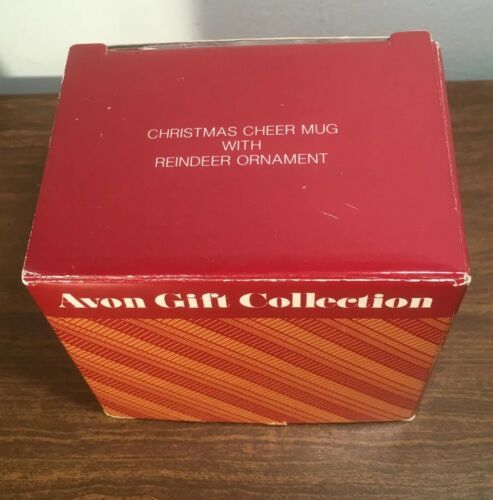 CHRISTMAS CHEER MUG
WITH
REINDEER ORNAMENT
Avon Gift Collection